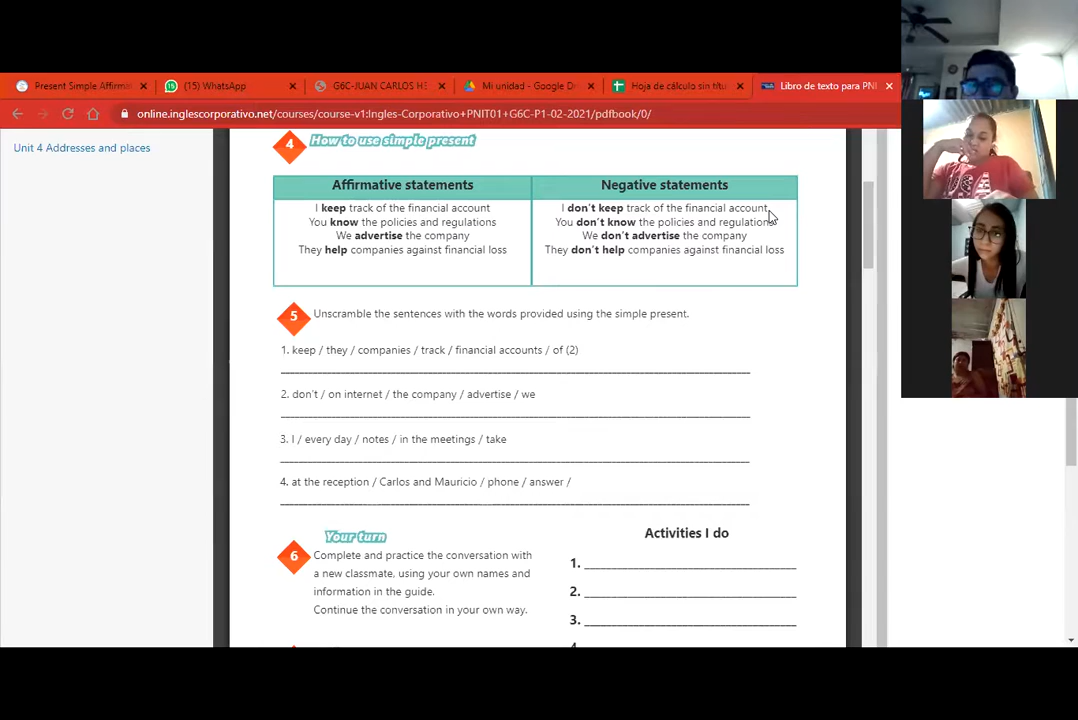 Present Simple Affirma
(15) WhatsApp
G6C-JUAN CARLOS HE
Mi unidad - Google D
Hoja de cálculo sin títu
Libro de texto para PNI
online.inglescorporativo.net/courses/course-v1:Ingles-Corporativo+PNIT01+G6C-P1-02-2021/pdfbook/0/
Unit 4 Addresses and places
4 How to use simple present
Affirmative statements
I keep track of the financial account
You know the policies and regulations
We advertise the company
They help companies against financial loss
Negative statements
I don't keep track of the financial account
You don't know the policies and regulations
We don't advertise the company
They don't help companies against financial loss
5 Unscramble the sentences with the words provided using the simple present.
1. keep / they / companies / track / financial accounts / of (2)
2. don't / on internet / the company / advertise / we
3. I / every day / notes / in the meetings / take
4. at the reception / Carlos and Mauricio / phone / answer /
Your turn
6 Complete and practice the conversation with
a new classmate, using your own names and
information in the guide.
Continue the conversation in your own way.
Activities I do
1.
2.
3.